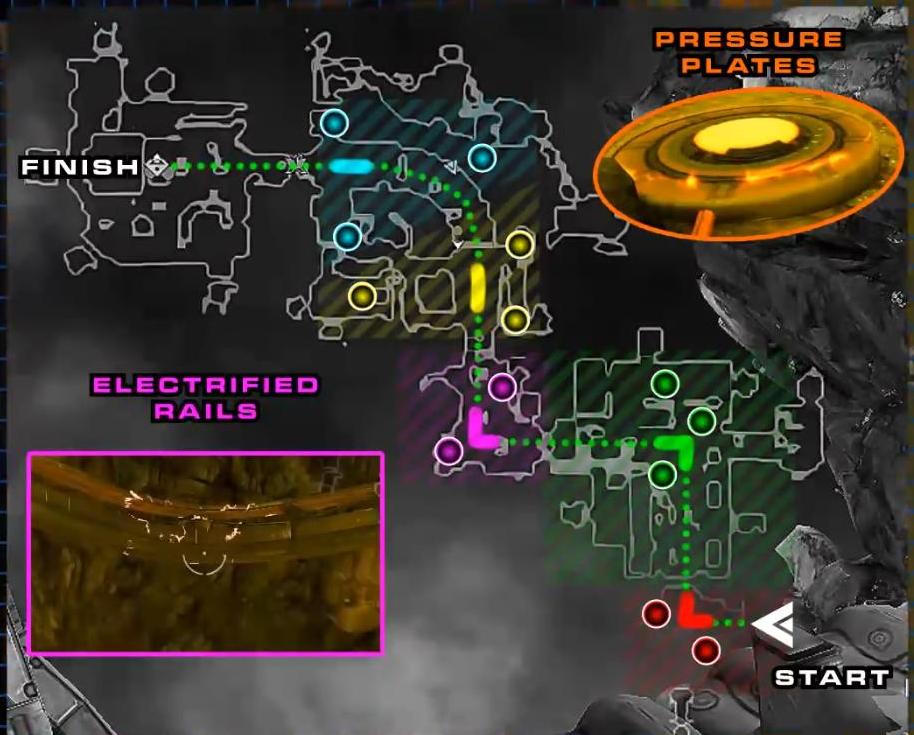 PRESSURE
PLATES
FINISH
ELECTRIFIED
RAILS
START